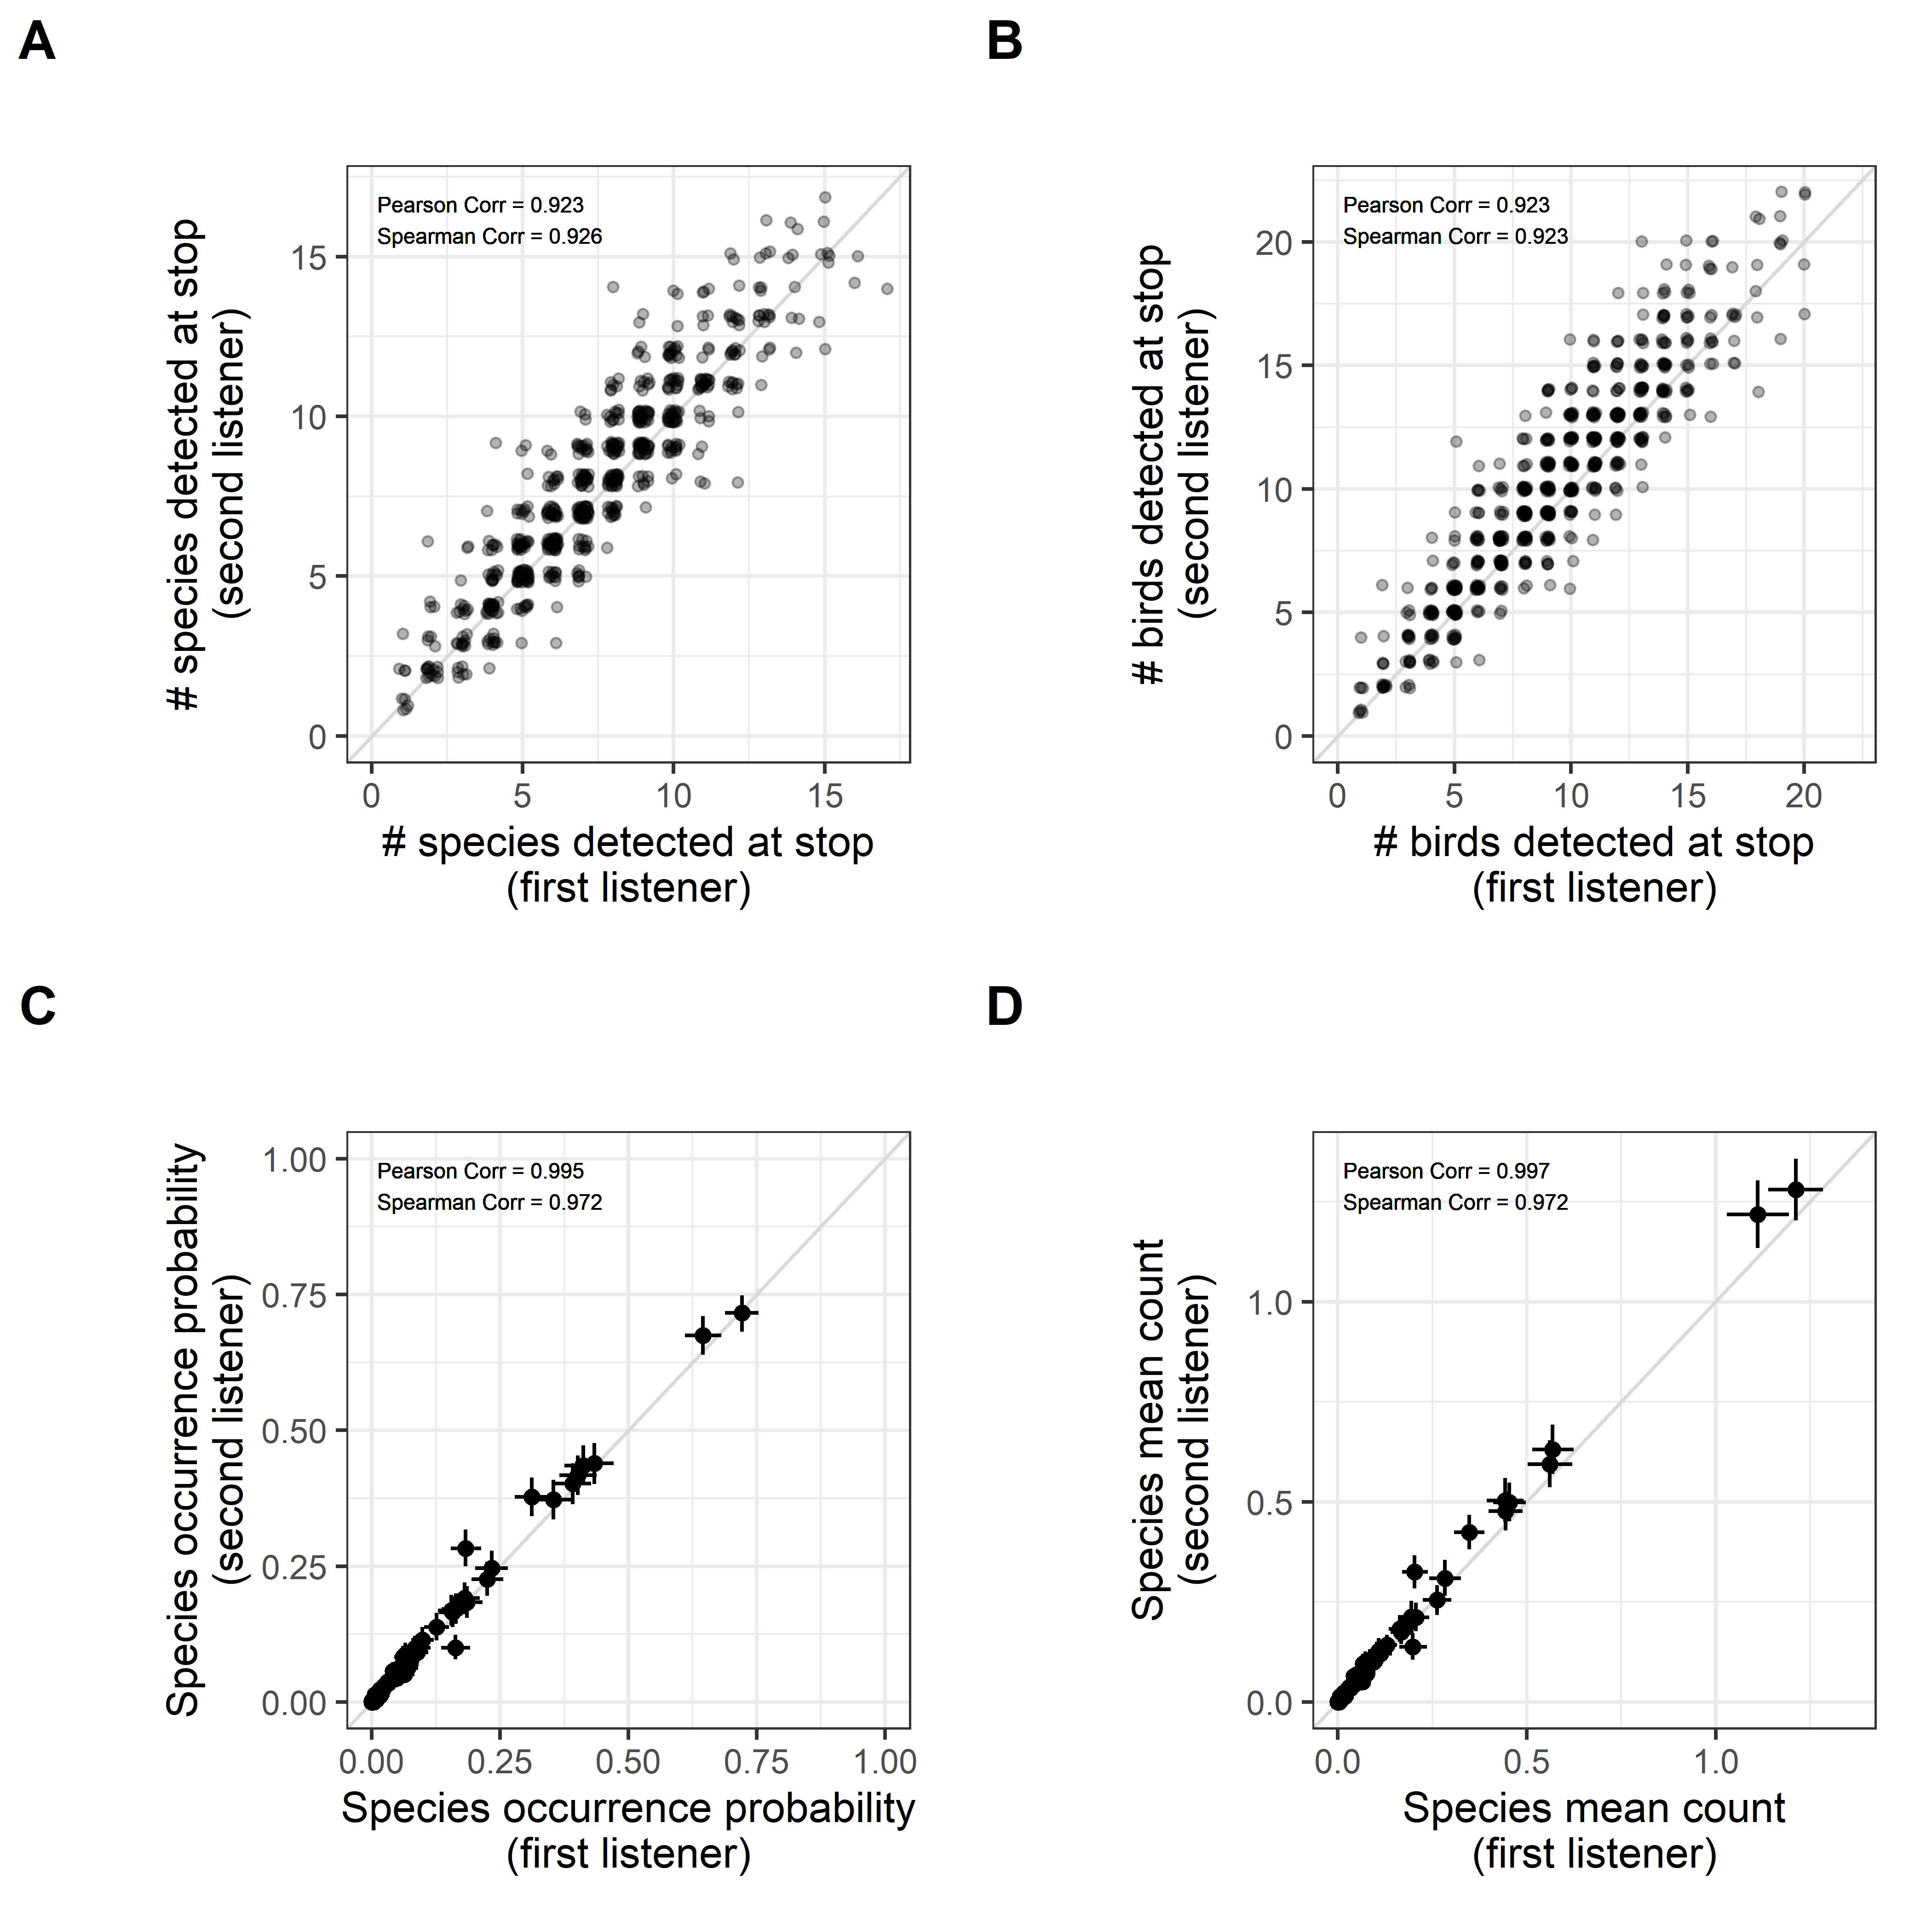 A
Pearson Corr = 0.923
Spearman Corr = 0.926
# species detected at stop
(second listener)
15
10
5
0
0 5 10 15
# species detected at stop
(first listener)
B
Pearson Corr = 0.923
Spearman Corr = 0.923
# birds detected at stop
(second listener)
20
15
10
5
0
0 5 10 15 20
# birds detected at stop
(first listener)
C
Pearson Corr = 0.995
Spearman Corr = 0.972
Species occurrence probability
(second listener)
1.00
0.75
0.50
0.25
0.00
0.00 0.25 0.50 0.75 1.00
Species occurrence probability
(first listener)
D
Pearson Corr = 0.997
Spearman Corr = 0.972
Species mean count
(second listener)
1.0
0.5
0.0
0.0 0.5 1.0
Species mean count
(first listener)